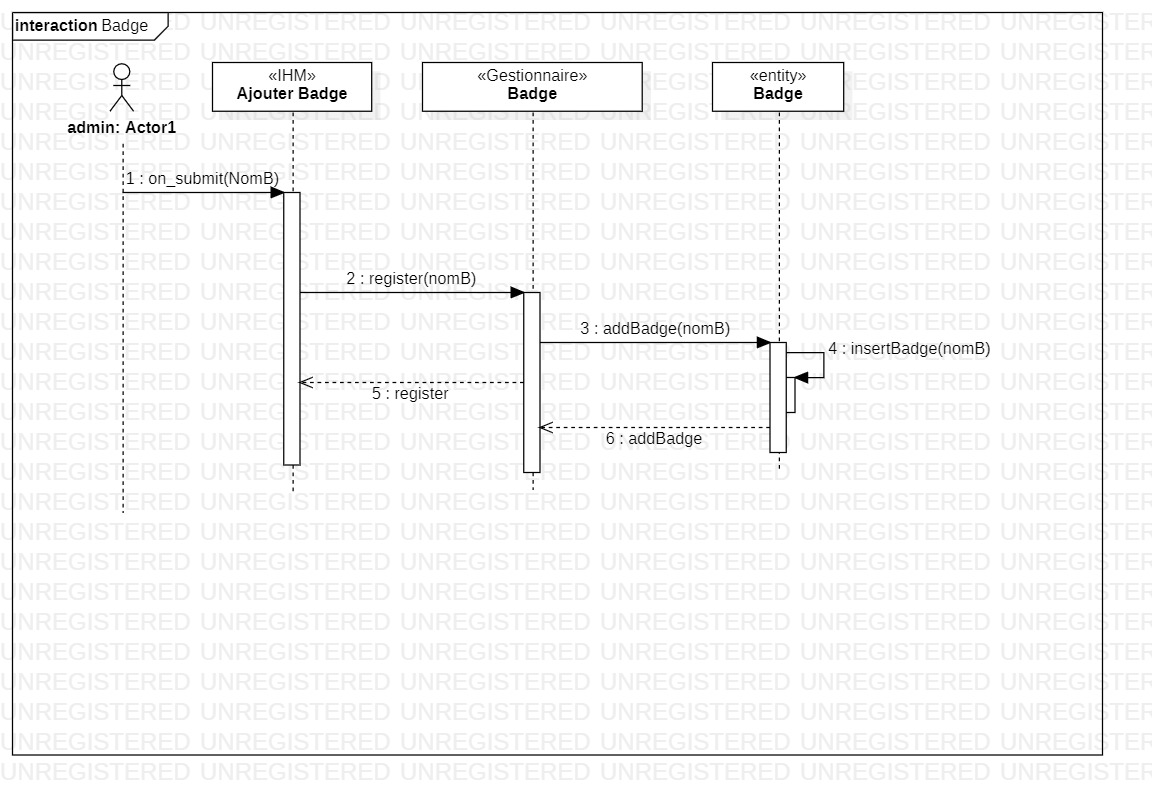 interaction Badge
«IHM»
Ajouter Badge
«Gestionnaire»
Badge
«entity»
Badge
admin: Actor1
1 : on_submit(NomB)
2 : register(nomB)
3 : addBadge(nomB)
4 : insertBadge(nomB)
5 : register
6 : addBadge
UNREGISTERED UNREGISTERED UNREGISTERED UNREGISTERED UNREGISTERED UNREGISTERED